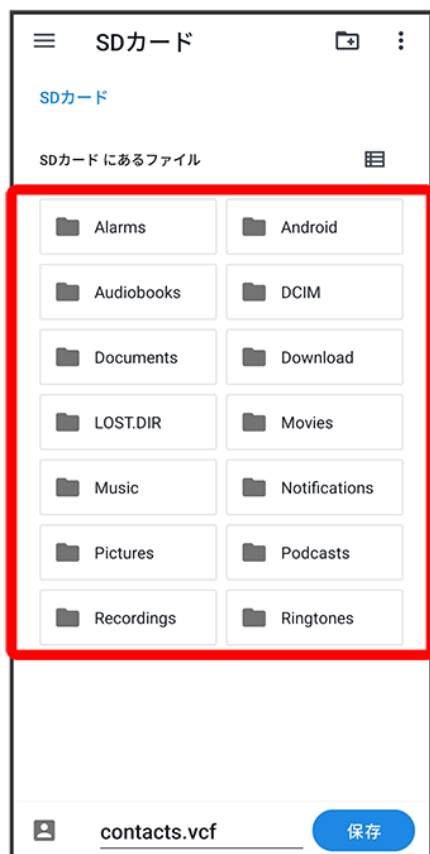 SDカード
SDカード
SDカード にあるファイル
Alarms
Android
Audiobooks
DCIM
Documents
Download
LOST.DIR
Movies
Music
Notifications
Pictures
Podcasts
Recordings
Ringtones
contacts.vcf
保存